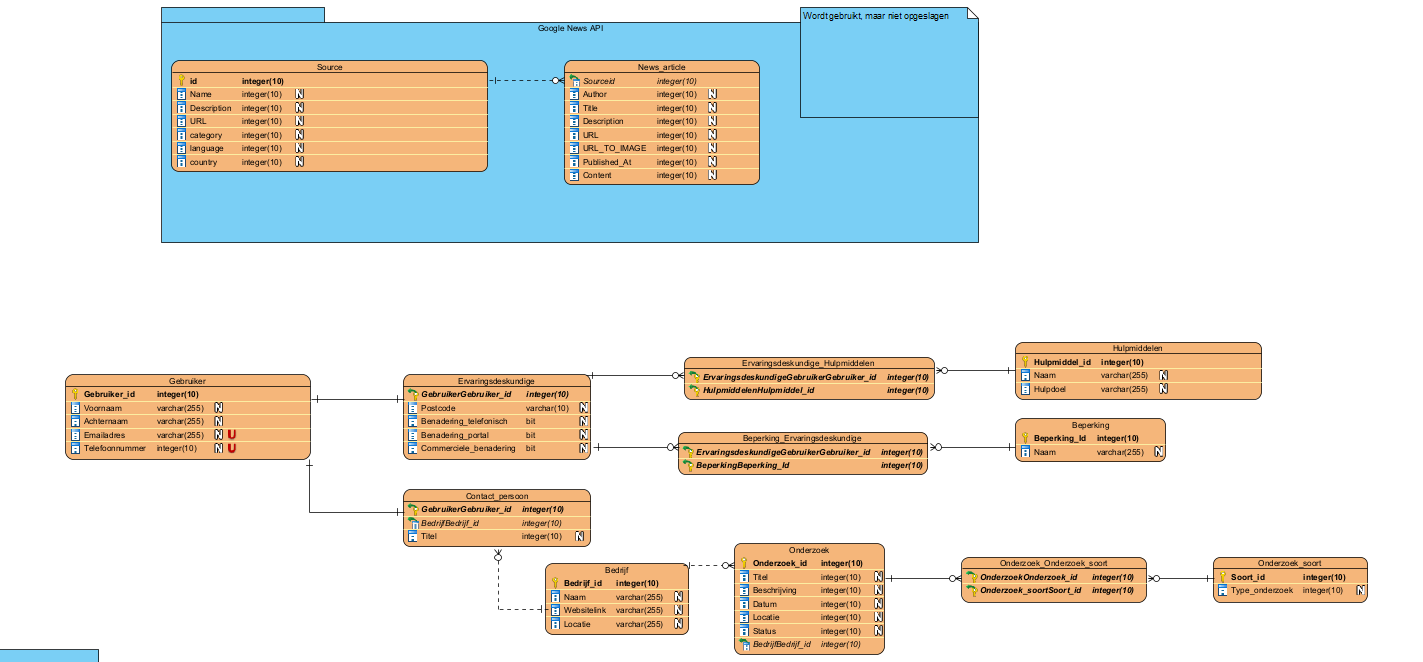 Google News API
Wordt gebruikt, maar niet opgeslagen
Source
id integer(10)
Name integer(10) N
Description integer(10) N
URL integer(10) N
category integer(10) N
language integer(10) N
country integer(10) N
News_article
Sourceid integer(10)
Author integer(10) N
Title integer(10) N
Description integer(10) N
URL integer(10) N
URL_TO_IMAGE integer(10) N
Published_At integer(10) N
Content integer(10) N
Gebruiker
Gebruiker_id integer(10)
Voornaam varchar(255) N
Achternaam varchar(255) N
Emailadres varchar(255) N U
Telefoonnummer integer(10) N U
Ervaringsdeskundige
GebruikerGebruiker_id integer(10)
Postcode varchar(10) N
Benadering_telefonisch bit N
Benadering_portal bit N
Commerciele_benadering bit N
Ervaringsdeskundige_Hulpmiddelen
ErvaringsdeskundigeGebruikerGebruiker_id integer(10)
HulpmiddelenHulpmiddel_id integer(10)
Hulpmiddelen
Hulpmiddel_id integer(10)
Naam varchar(255) N
Hulpdoel varchar(255) N
Beperking_Ervaringsdeskundige
ErvaringsdeskundigeGebruikerGebruiker_id integer(10)
BeperkingBeperking_Id integer(10)
Beperking
Beperking_Id integer(10)
Naam varchar(255) N
Contact_persoon
GebruikerGebruiker_id integer(10)
BedrijfBedrijf_id integer(10)
Titel integer(10) N
Bedrijf
Bedrijf_id integer(10)
Naam varchar(255) N
Websitelink varchar(255) N
Locatie varchar(255) N
Onderzoek
Onderzoek_id integer(10)
Titel integer(10) N
Beschrijving integer(10) N
Datum integer(10) N
Locatie integer(10) N
Status integer(10) N
BedrijfBedrijf_id integer(10)
Onderzoek_Onderzoek_soort
OnderzoekOnderzoek_id integer(10)
Onderzoek_soortSoort_id integer(10)
Onderzoek_soort
Soort_id integer(10)
Type_onderzoek integer(10) N